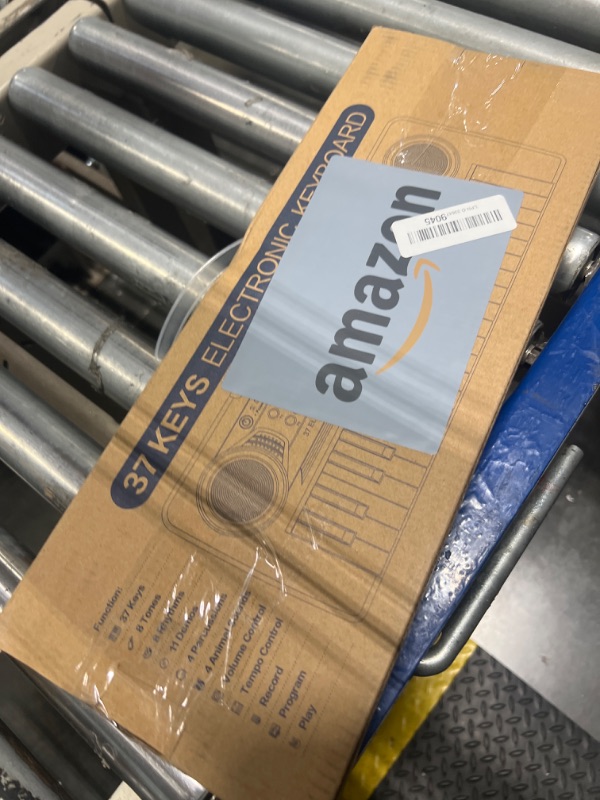 37 KEYS ELECTRONIC KEYBOARD
amazon
9045
Function:
37 Keys
8 Tones
8 Rhythms
11 Demos
4 Percussions
4 Animal Sounds
Volume Control
Tempo Control
Record
Program
Play